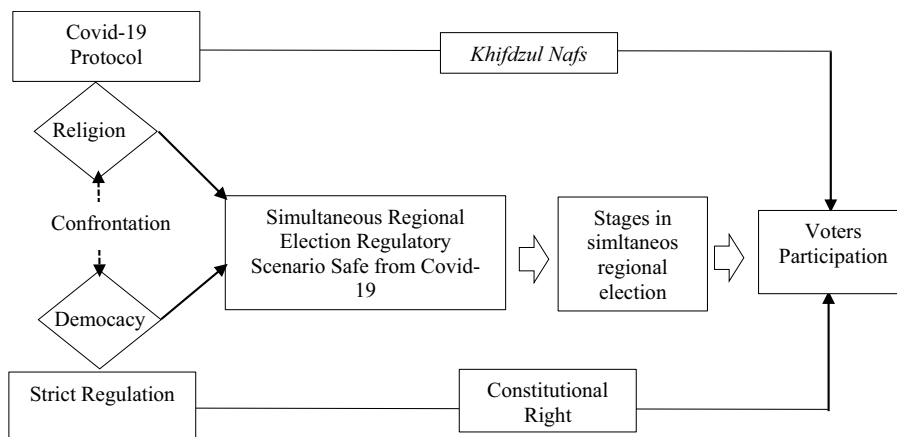 Covid-19
Protocol
Khifdzul Nafs
Religion
Confrontation
Simultaneous Regional
Election Regulatory
Scenario Safe from Covid-
19
Stages in
simltaneos
regional
election
Voters
Participation
Democacy
Strict Regulation
Constitutional
Right